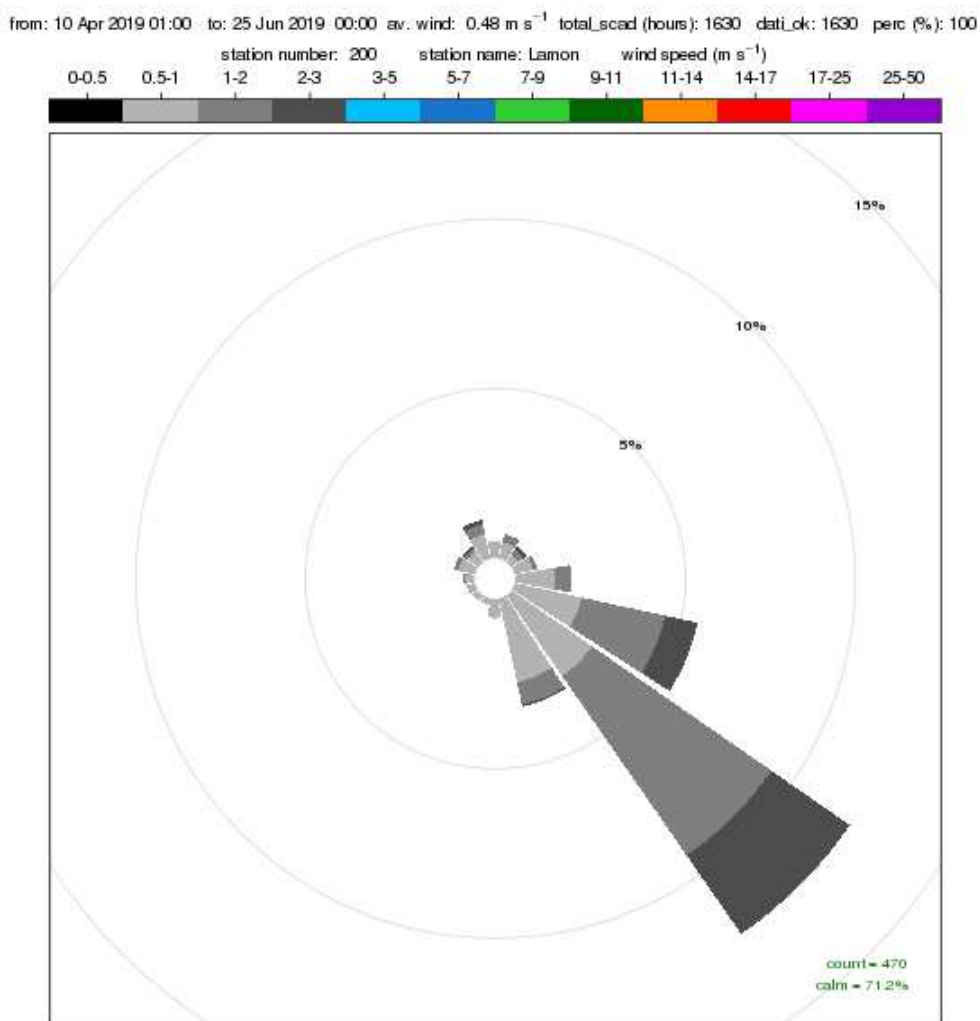 from: 10 Apr 2019 01:00 to: 25 Jun 2019 00:00 av. wind: 0.48 m s⁻¹ total_scad (hours): 1630 dati_ok: 1630 perc (%): 100
station number: 200 station name: Lamon wind speed (m s⁻¹)
0-0.5 0.5-1 1-2 2-3 3-5 5-7 7-9 9-11 11-14 14-17 17-25 25-50
15%
10%
5%
count = 470
calm = 71.2%